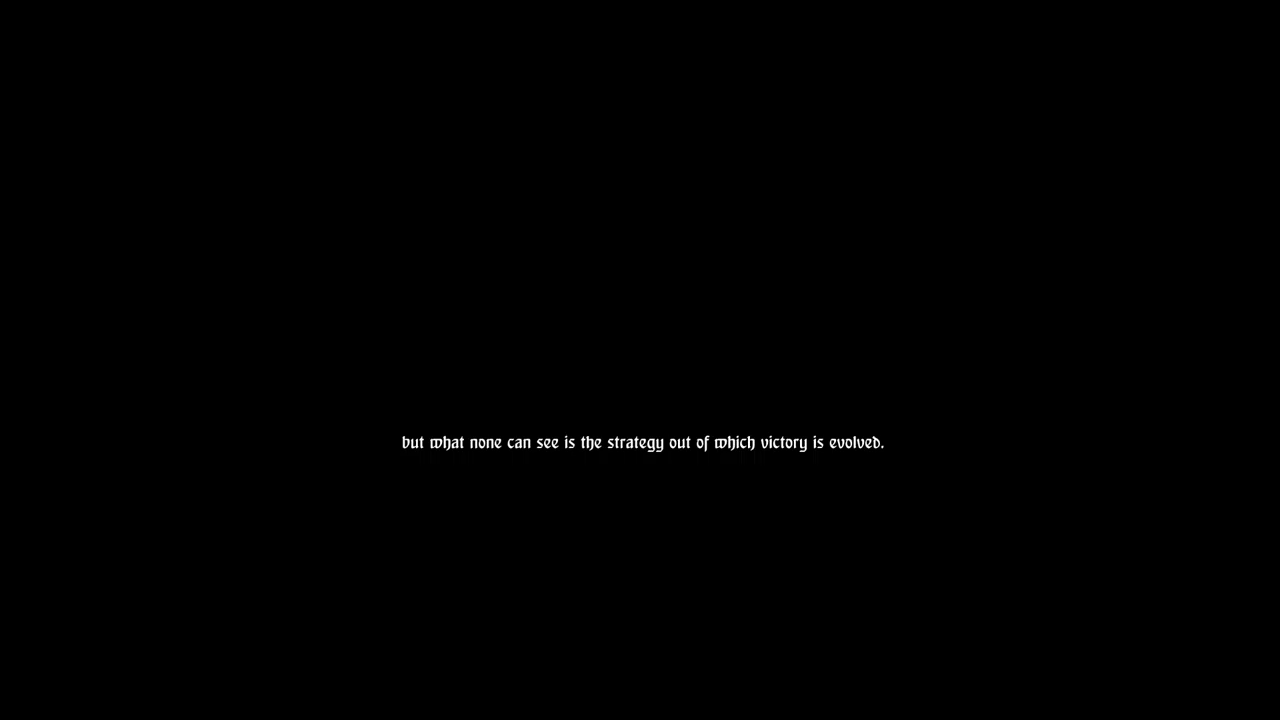 but what none can see is the strategy out of which victory is evolved.